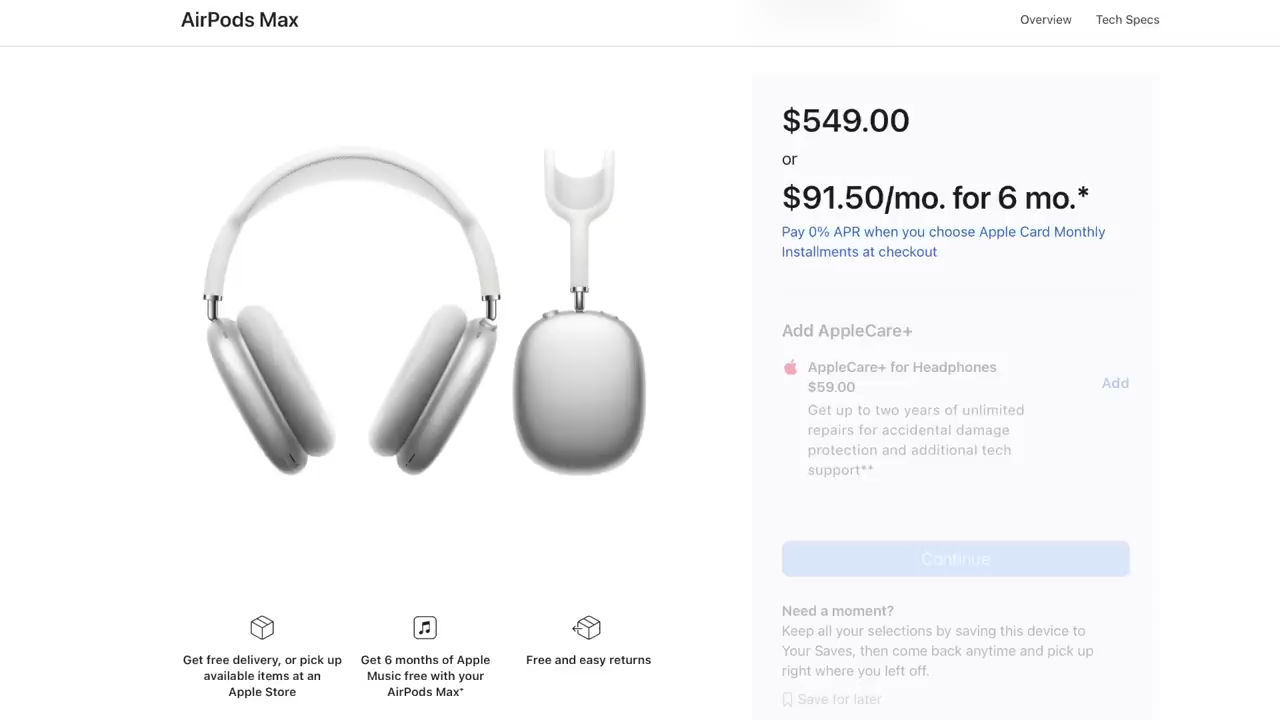 AirPods Max
Overview
Tech Specs
$549.00
or
$91.50/mo. for 6 mo.*
Pay 0% APR when you choose Apple Card Monthly
Installments at checkout
Add AppleCare+
AppleCare+ for Headphones
$59.00
Add
Get up to two years of unlimited
repairs for accidental damage
protection and additional tech
support**
Continue
Need a moment?
Keep all your selections by saving this device to
Your Saves, then come back anytime and pick up
right where you left off.
Save for later
Get free delivery, or pick up
available items at an
Apple Store
Get 6 months of Apple
Music free with your
AirPods Max⁺
Free and easy returns